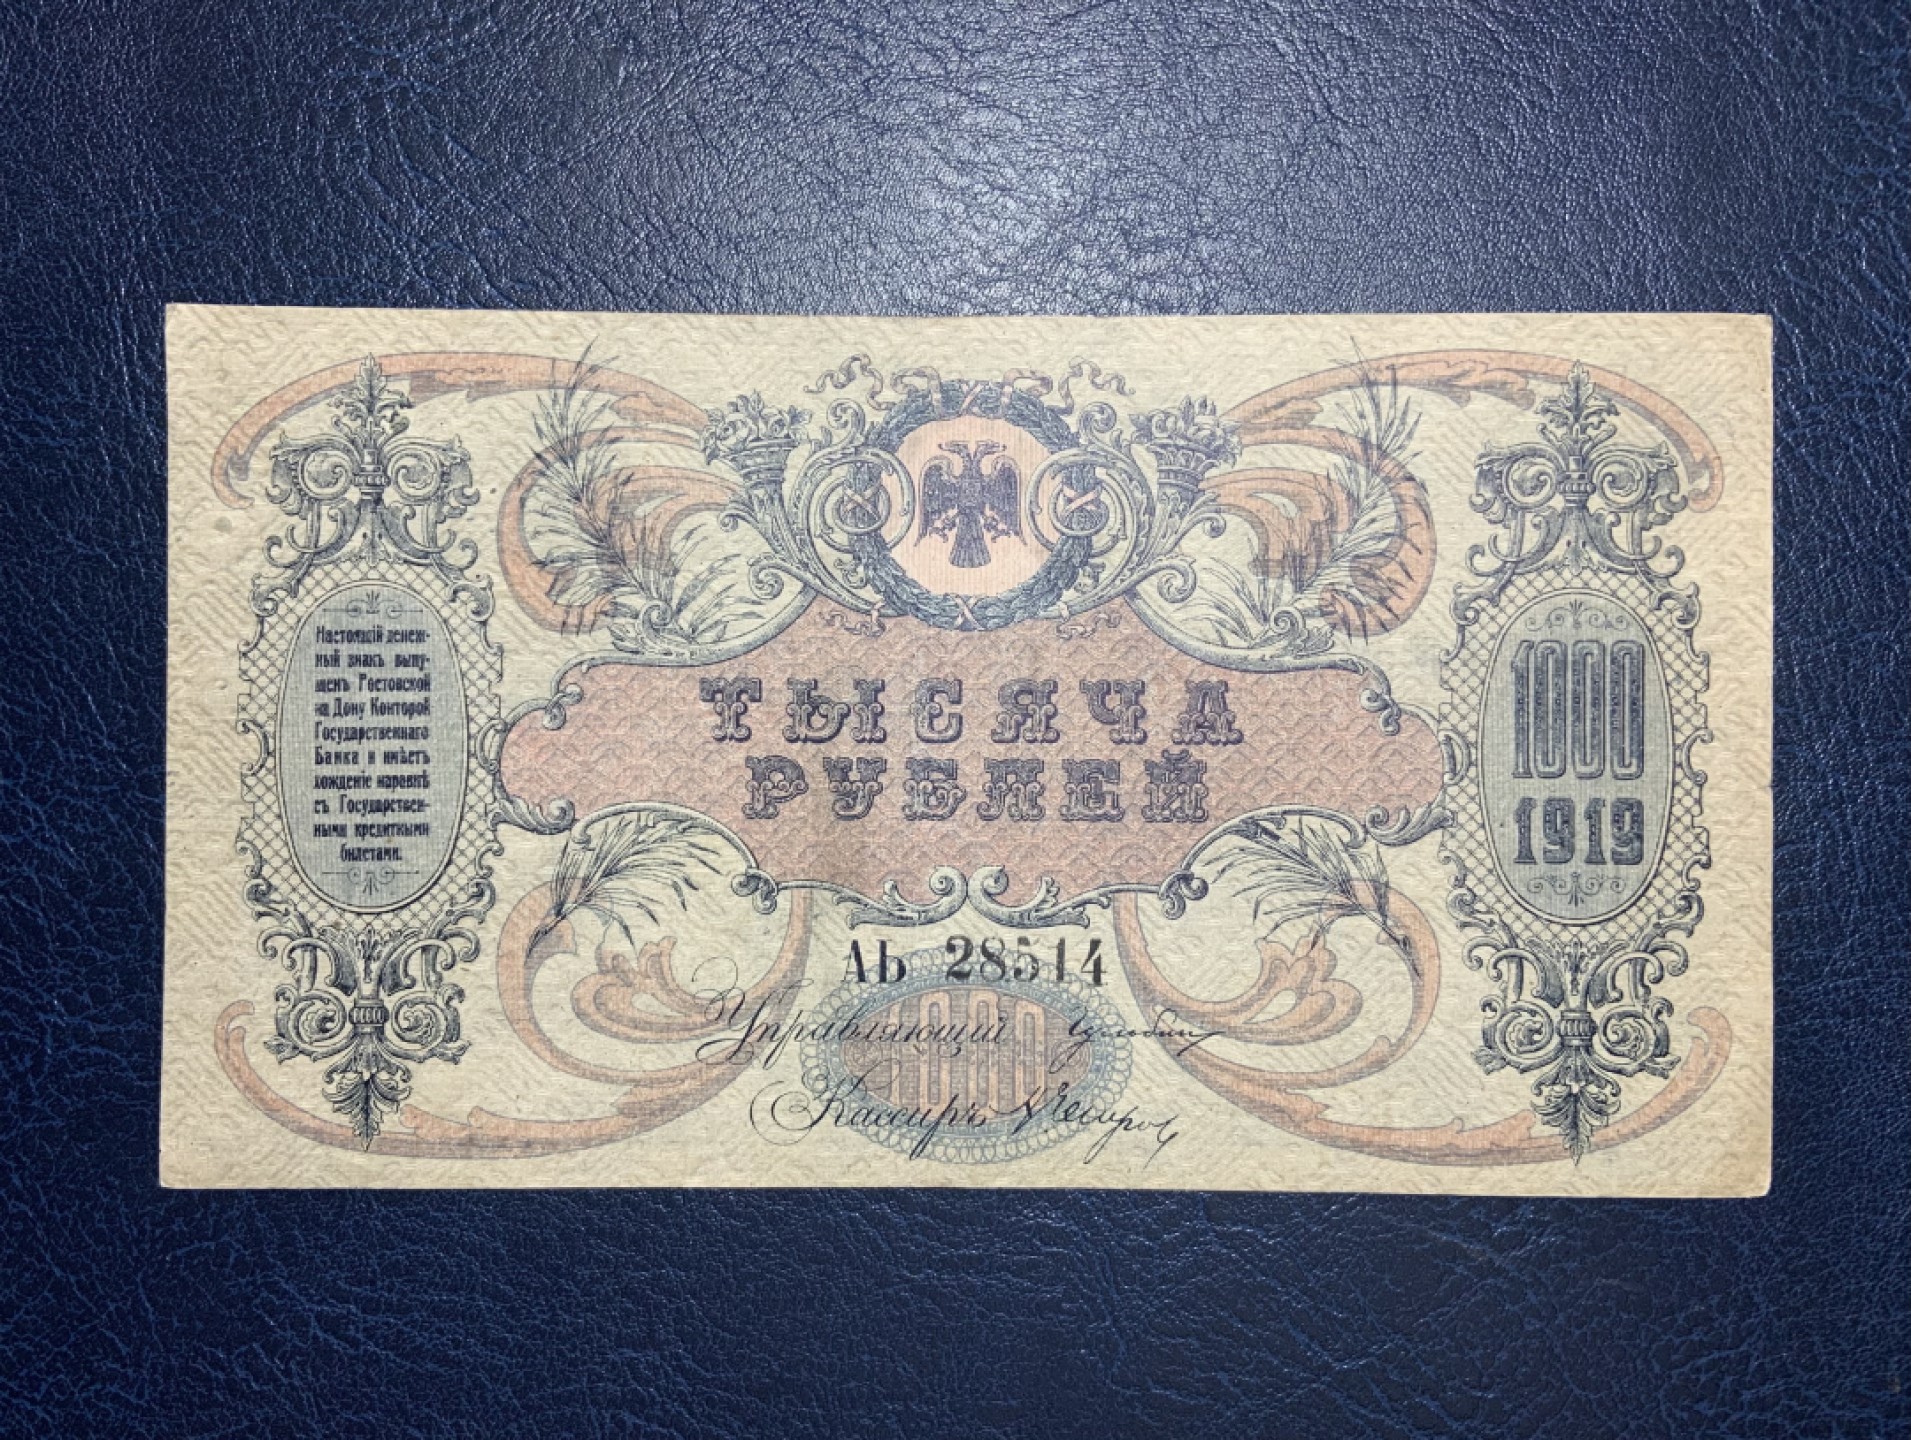 Настоящій денеж-
ный знакъ выпу-
щенъ Ростовской
на Дону Конторой
Государственнаго
Банка и имѣетъ
хожденіе наравнѣ
съ Государствен-
ными кредитными
билетами.
ТЫСЯЧА
РУБЛЕЙ
1000
1919
АЬ 28514
1000
Управляющій
Кассиръ